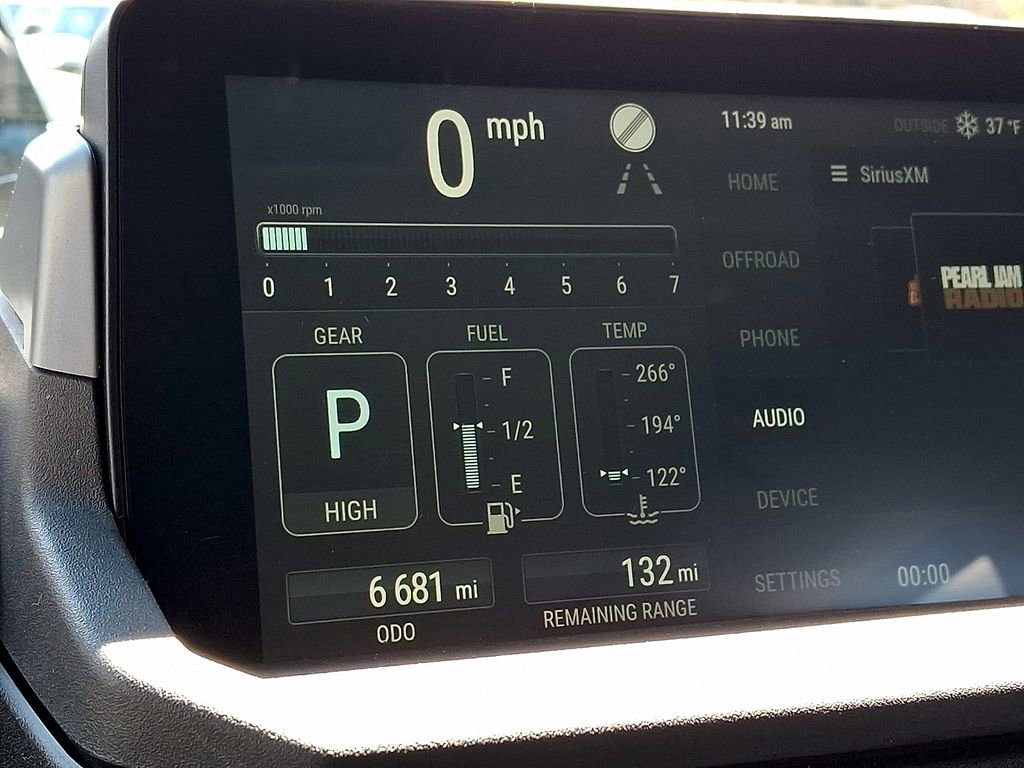 0 mph
x1000 rpm
0 1 2 3 4 5 6 7
GEAR
P
HIGH
FUEL
F
1/2
E
TEMP
266°
194°
122°
6 681 mi
ODO
132 mi
REMAINING RANGE
11:39 am
OUTSIDE 37 °F
HOME
OFFROAD
PHONE
AUDIO
DEVICE
SETTINGS
SiriusXM
PEARL JAM
RADIO
00:00